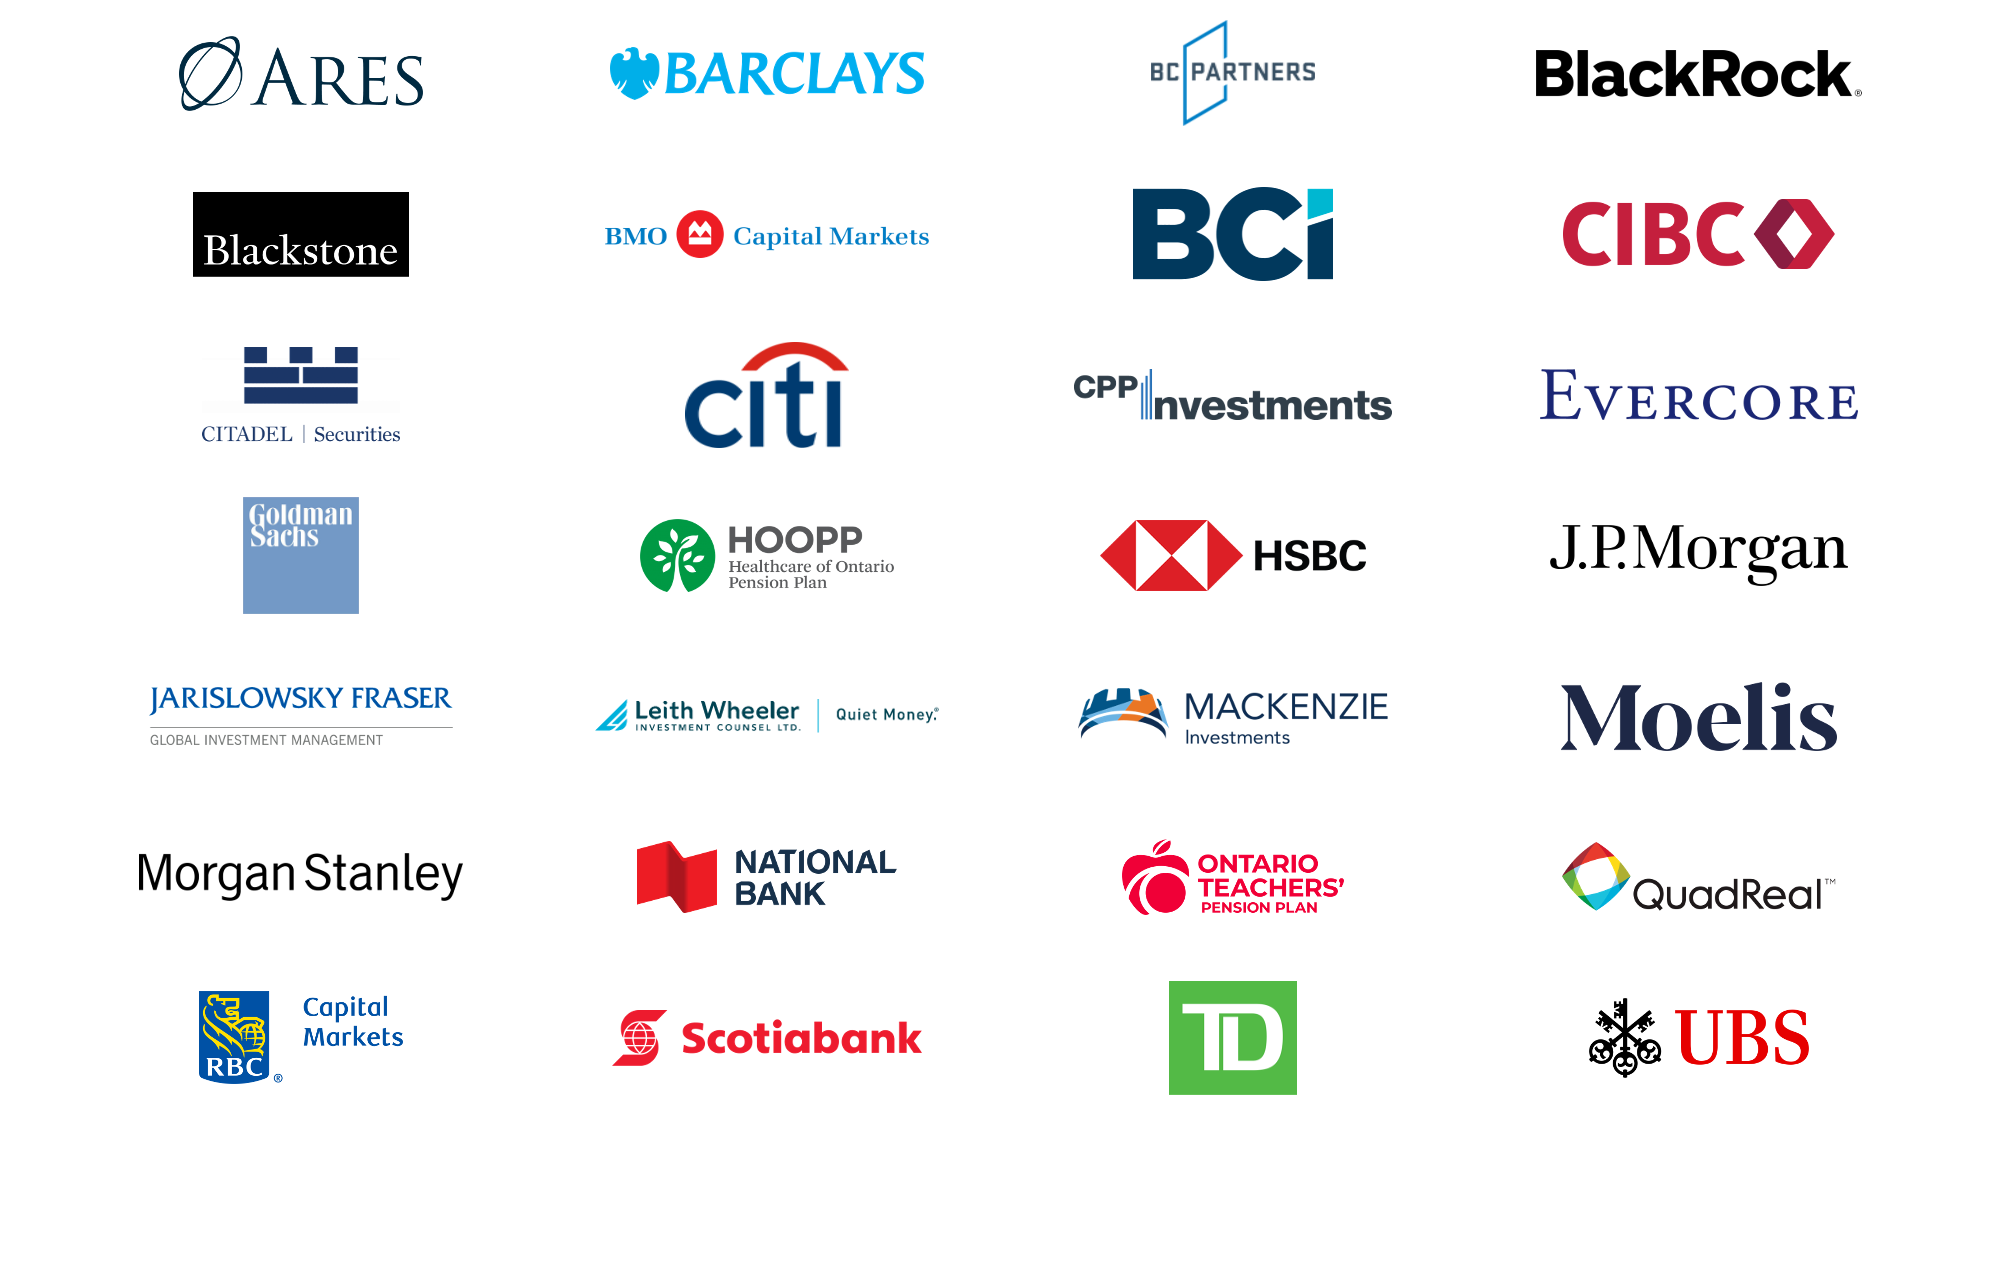 ARES
BARCLAYS
BC PARTNERS
BlackRock®
Blackstone
BMO Capital Markets
BCi
CIBC
CITADEL | Securities
citi
CPP Investments
EVERCORE
Goldman
Sachs
HOOPP
Healthcare of Ontario
Pension Plan
HSBC
J.P.Morgan
JARISLOWSKY FRASER
GLOBAL INVESTMENT MANAGEMENT
Leith Wheeler
INVESTMENT COUNSEL LTD.
Quiet Money.®
MACKENZIE
Investments
Moelis
Morgan Stanley
NATIONAL
BANK
ONTARIO
TEACHERS’
PENSION PLAN
QuadReal™
RBC®
Capital
Markets
Scotiabank
TD
UBS